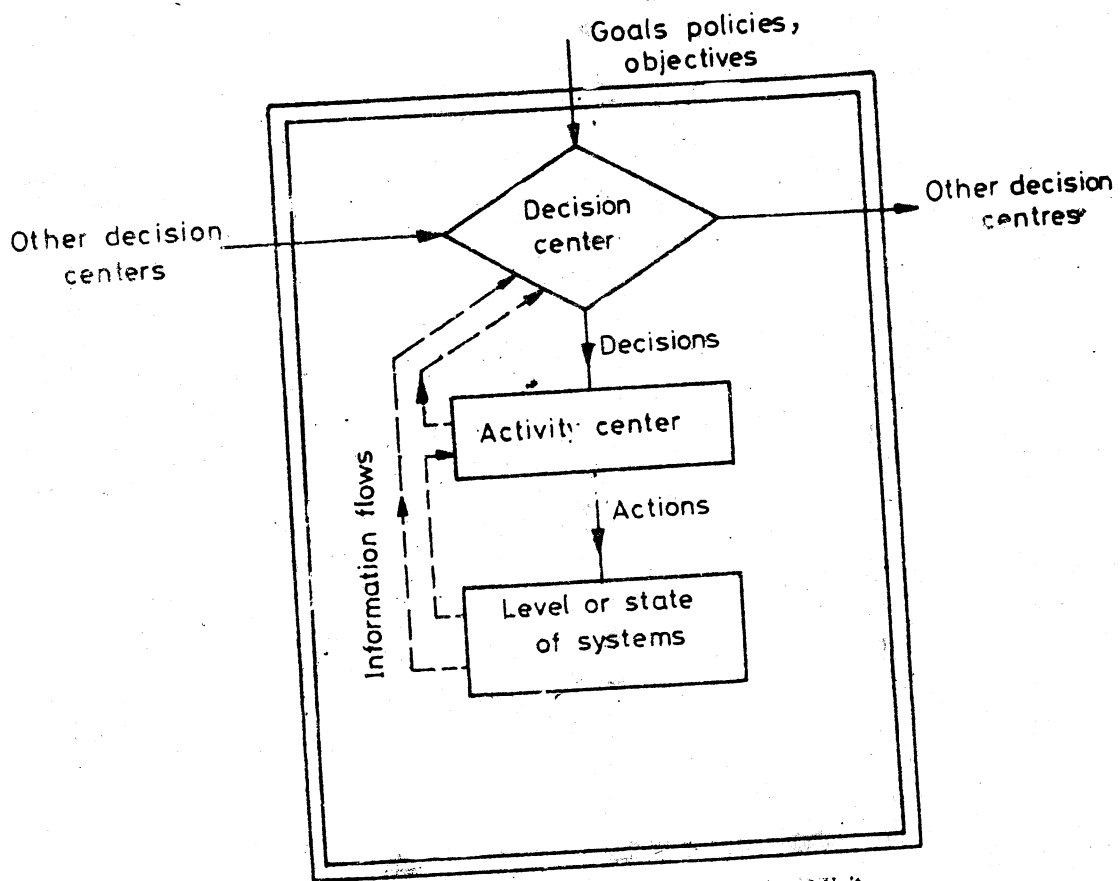 Goals policies,
objectives
Other decision
centres
Decision
center
Other decision
centers
Decisions
Activity center
Information flows
Actions
Level or state
of systems